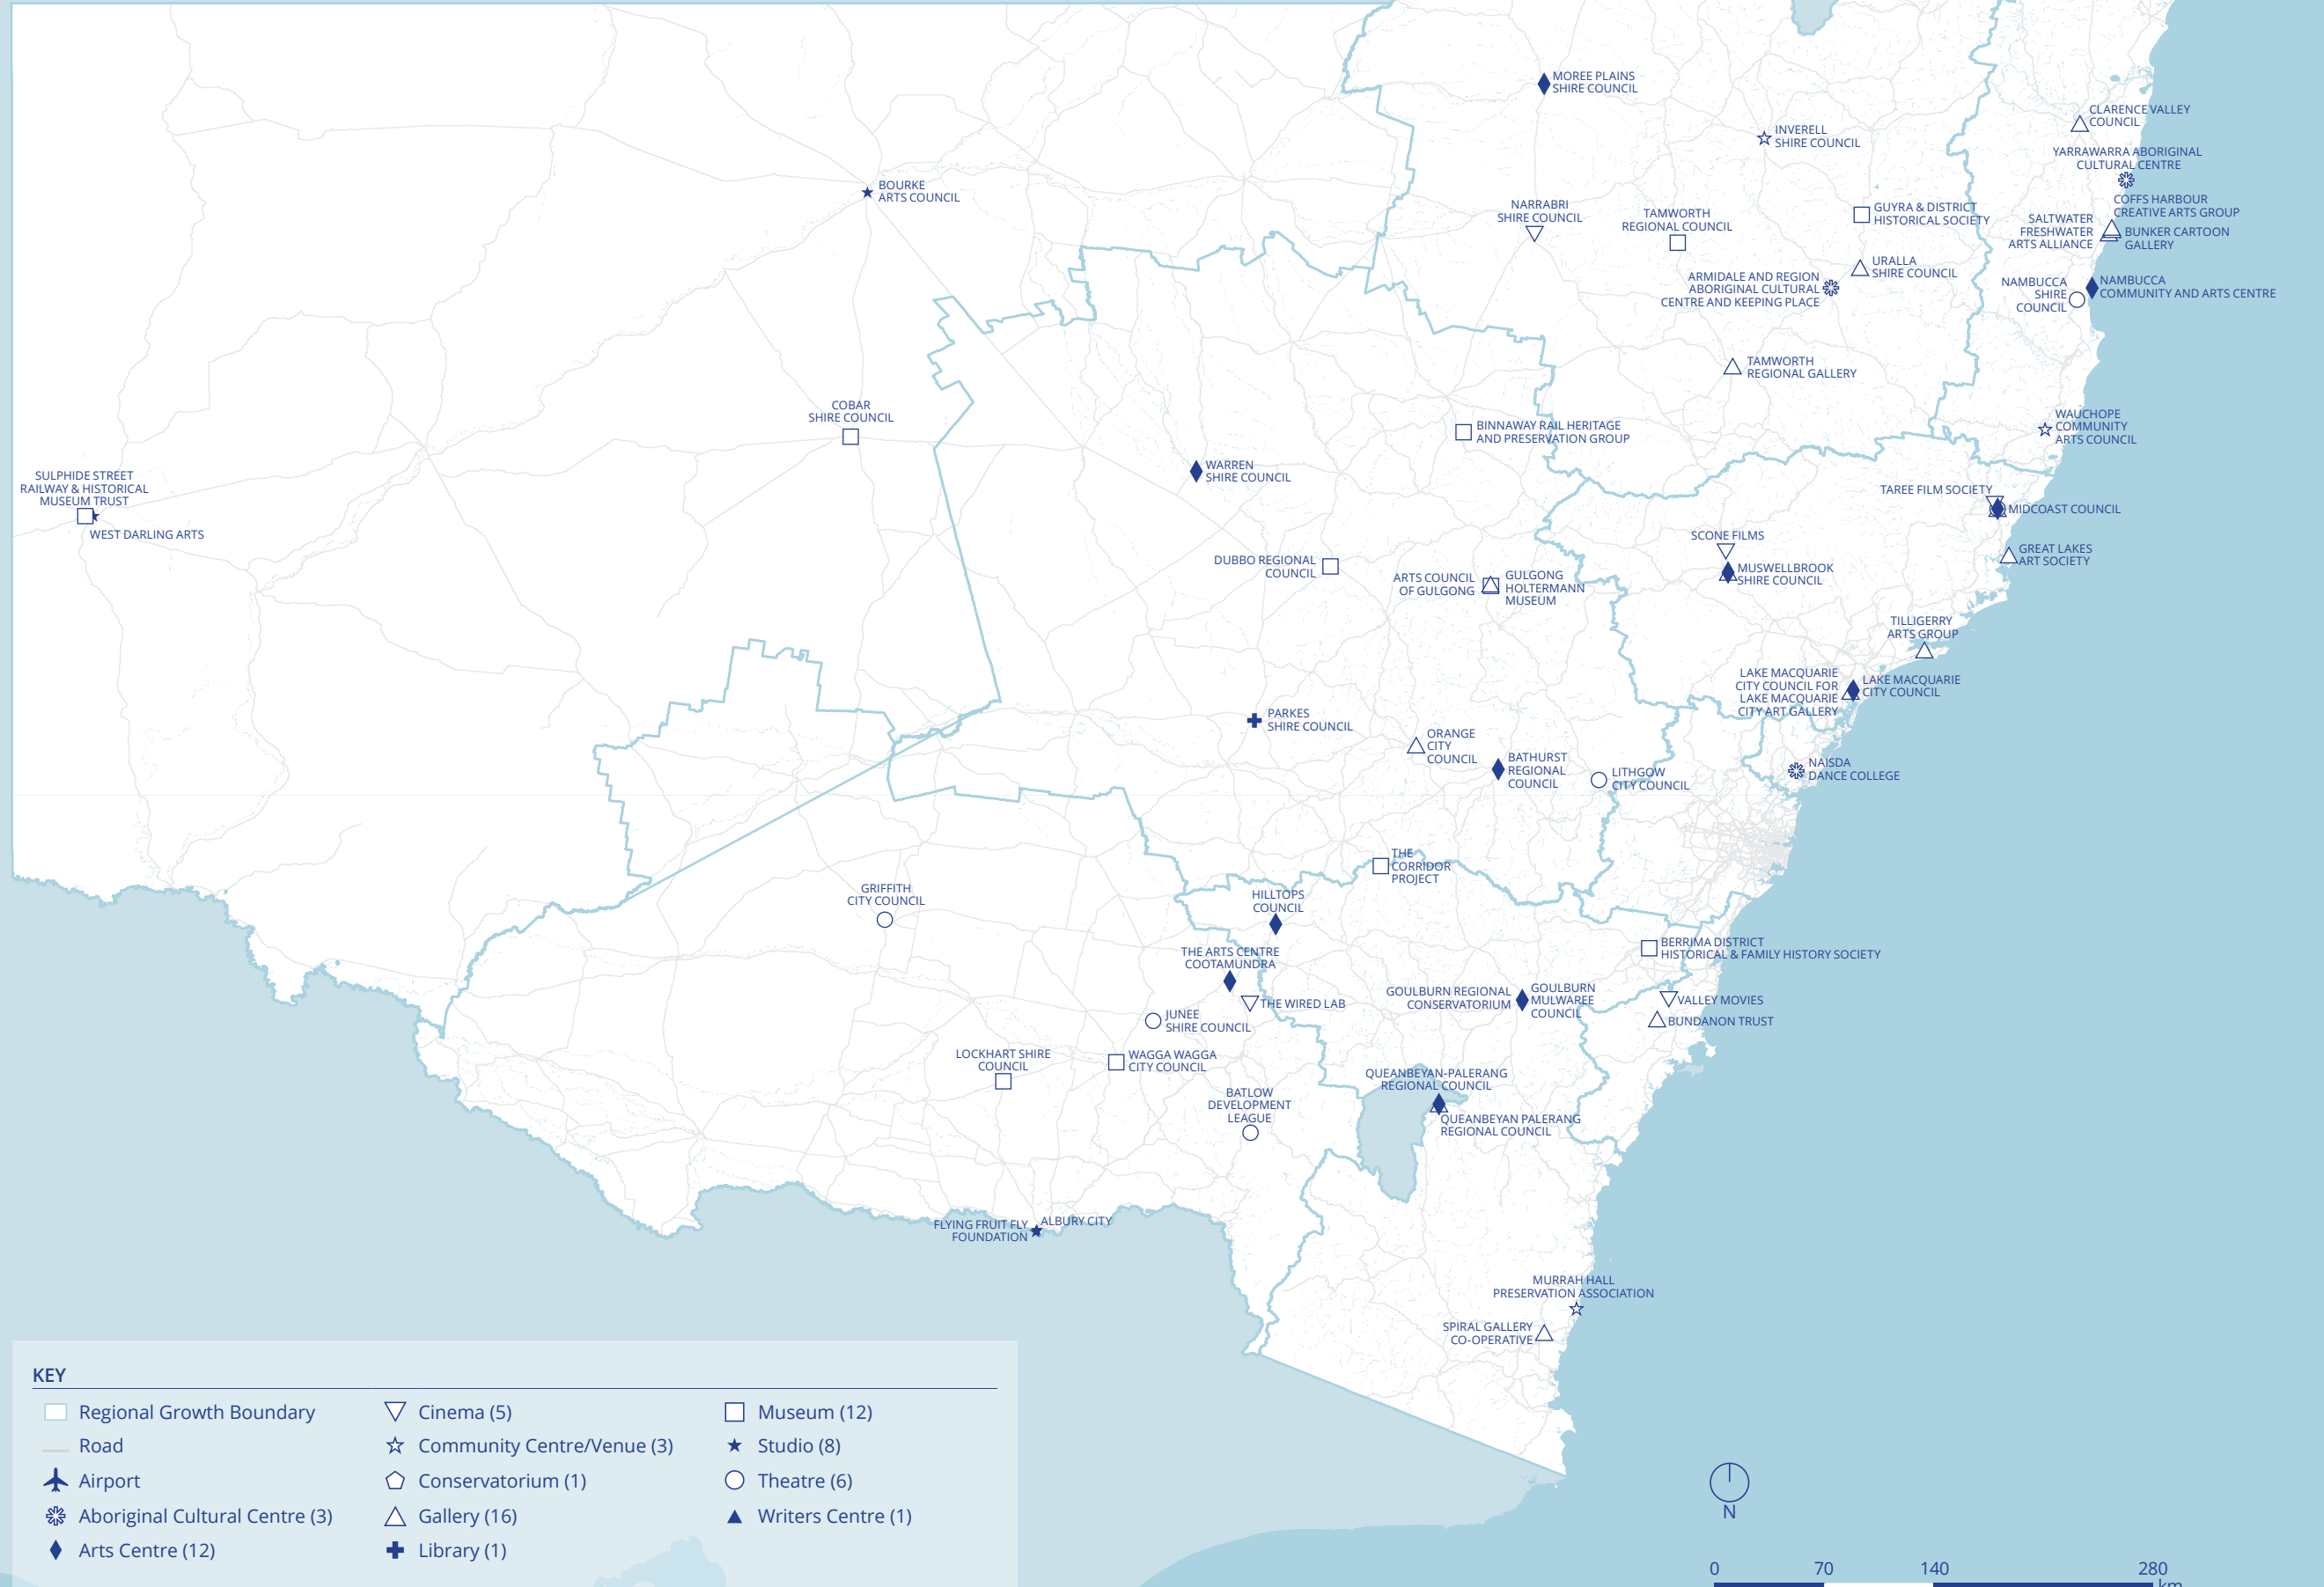 MOREE PLAINS
SHIRE COUNCIL
CLARENCE VALLEY
COUNCIL
INVERELL
SHIRE COUNCIL
YARRAWARRA ABORIGINAL
CULTURAL CENTRE
BOURKE
ARTS COUNCIL
NARRABRI
SHIRE COUNCIL
TAMWORTH
REGIONAL COUNCIL
GUYRA & DISTRICT
HISTORICAL SOCIETY
COFFS HARBOUR
CREATIVE ARTS GROUP
SALTWATER
FRESHWATER
ARTS ALLIANCE
BUNKER CARTOON
GALLERY
URALLA
SHIRE COUNCIL
ARMIDALE AND REGION
ABORIGINAL CULTURAL
CENTRE AND KEEPING PLACE
NAMBUCCA
SHIRE
COUNCIL
NAMBUCCA
COMMUNITY AND ARTS CENTRE
TAMWORTH
REGIONAL GALLERY
COBAR
SHIRE COUNCIL
BINNAWAY RAIL HERITAGE
AND PRESERVATION GROUP
WAUCHOPE
COMMUNITY
ARTS COUNCIL
SULPHIDE STREET
RAILWAY & HISTORICAL
MUSEUM TRUST
WEST DARLING ARTS
WARREN
SHIRE COUNCIL
TAREE FILM SOCIETY
MIDCOAST COUNCIL
SCONE FILMS
GREAT LAKES
ART SOCIETY
DUBBO REGIONAL
COUNCIL
ARTS COUNCIL
OF GULGONG
GULGONG
HOLTERMANN
MUSEUM
MUSWELLBROOK
SHIRE COUNCIL
TILLIGERRY
ARTS GROUP
LAKE MACQUARIE
CITY COUNCIL FOR
LAKE MACQUARIE
CITY ART GALLERY
LAKE MACQUARIE
CITY COUNCIL
PARKES
SHIRE COUNCIL
ORANGE
CITY
COUNCIL
BATHURST
REGIONAL
COUNCIL
LITHGOW
CITY COUNCIL
NAISDA
DANCE COLLEGE
THE
CORRIDOR
PROJECT
GRIFFITH
CITY COUNCIL
HILLTOPS
COUNCIL
BERRIMA DISTRICT
HISTORICAL & FAMILY HISTORY SOCIETY
THE ARTS CENTRE
COOTAMUNDRA
THE WIRED LAB
GOULBURN REGIONAL
CONSERVATORIUM
GOULBURN
MULWAREE
COUNCIL
VALLEY MOVIES
BUNDANON TRUST
JUNEE
SHIRE COUNCIL
LOCKHART SHIRE
COUNCIL
WAGGA WAGGA
CITY COUNCIL
QUEANBEYAN-PALERANG
REGIONAL COUNCIL
QUEANBEYAN PALERANG
REGIONAL COUNCIL
BATLOW
DEVELOPMENT
LEAGUE
FLYING FRUIT FLY
FOUNDATION
ALBURY CITY
MURRAH HALL
PRESERVATION ASSOCIATION
SPIRAL GALLERY
CO-OPERATIVE
KEY
Regional Growth Boundary
Road
Airport
Aboriginal Cultural Centre (3)
Arts Centre (12)
Cinema (5)
Community Centre/Venue (3)
Conservatorium (1)
Gallery (16)
Library (1)
Museum (12)
Studio (8)
Theatre (6)
Writers Centre (1)
N
0 70 140 280
km